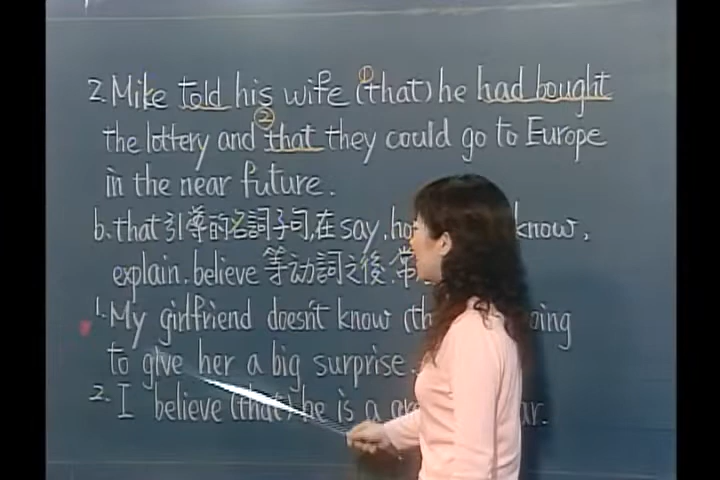 2. Mike told his wife ① (that) he had bought
the lottery and ② that they could go to Europe
in the near future.
b. that 引導的名詞子句,在 say, know,
explain. believe 等动詞之後.常
1. My girlfriend doesn't know
to give her a big surprise.
2. I believe (that) he is a